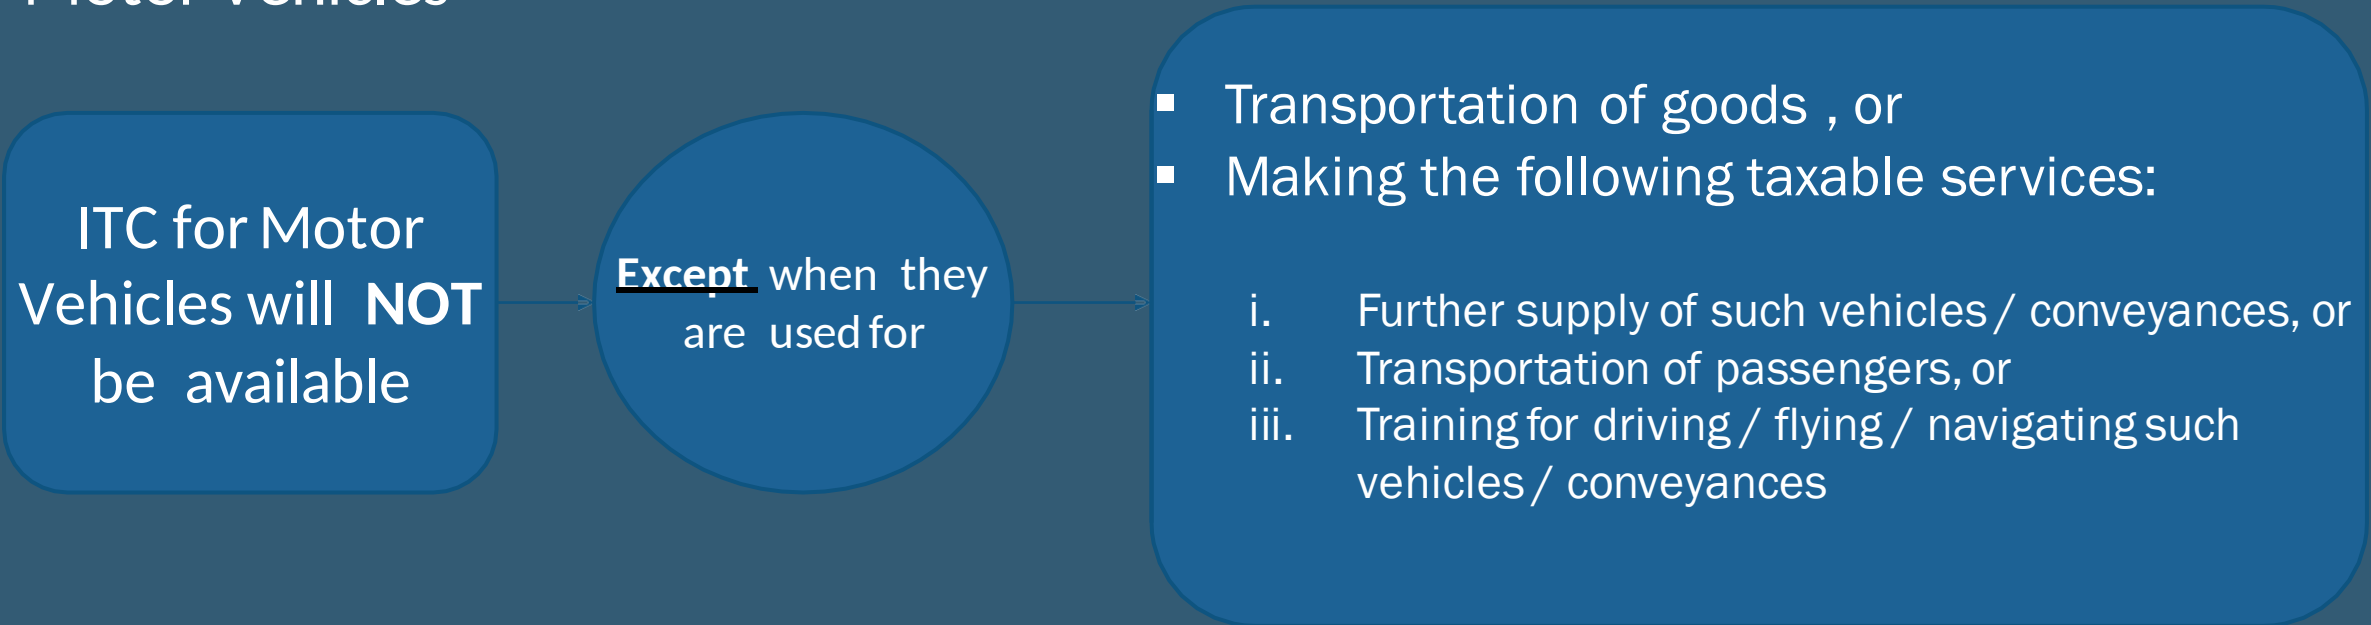 Motor Vehicles
ITC for Motor
Vehicles will NOT
be available
Except when they
are used for
▪ Transportation of goods , or
▪ Making the following taxable services:
i. Further supply of such vehicles / conveyances, or
ii. Transportation of passengers, or
iii. Training for driving / flying / navigating such
vehicles / conveyances